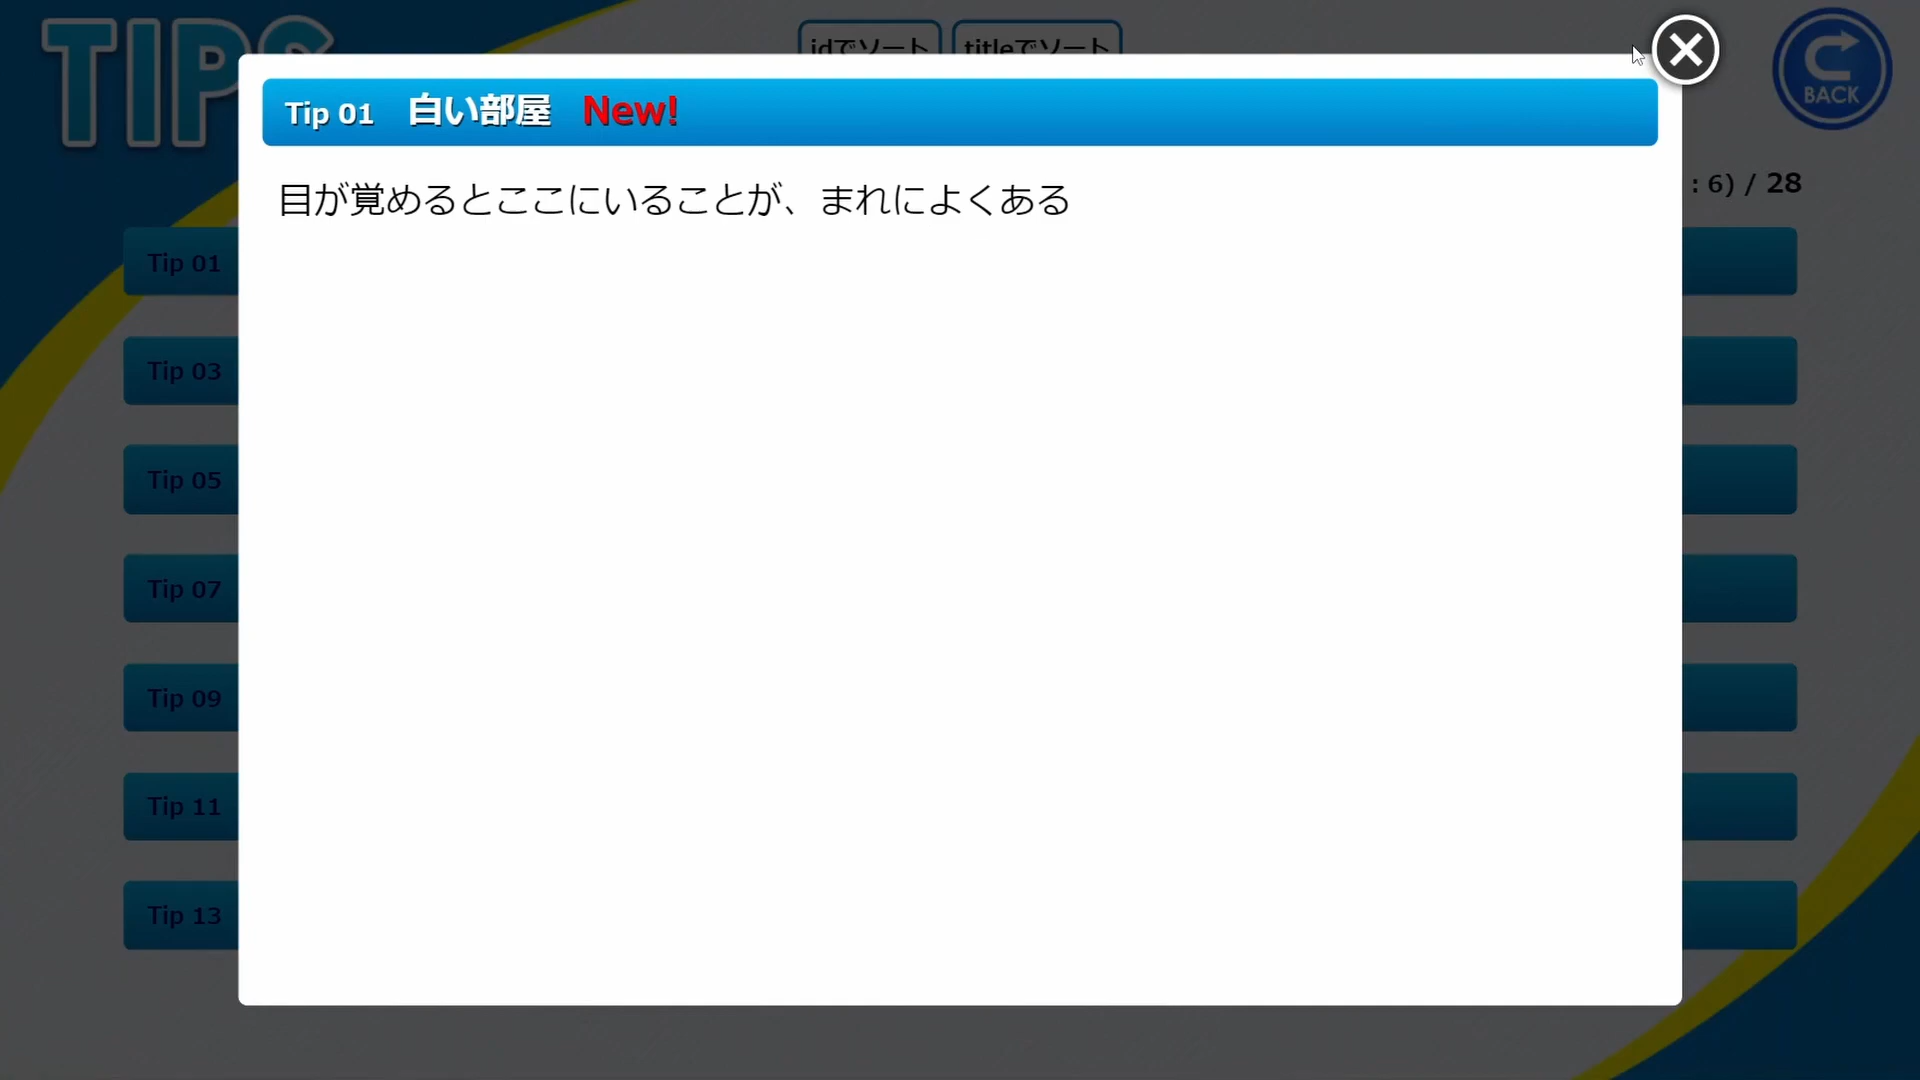 TIPS
idでソート titleでソート
BACK
Tip 01 白い部屋 New!
: 6) / 28
目が覚めるとここにいることが、まれによくある
Tip 01
Tip 03
Tip 05
Tip 07
Tip 09
Tip 11
Tip 13